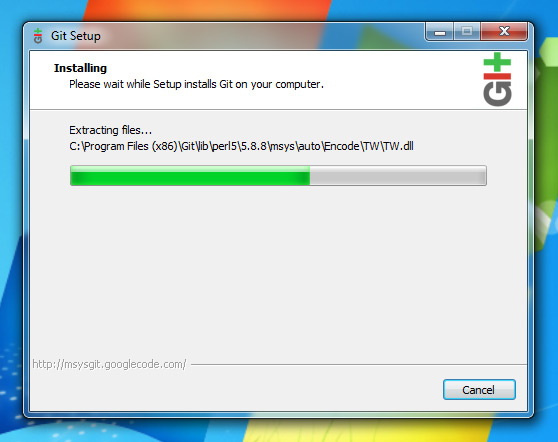 Git Setup
Installing
Please wait while Setup installs Git on your computer.
GIt
Extracting files...
C:\Program Files (x86)\Git\lib\perl5\5.8.8\msys\auto\Encode\TW\TW.dll
http://msysgit.googlecode.com/
Cancel